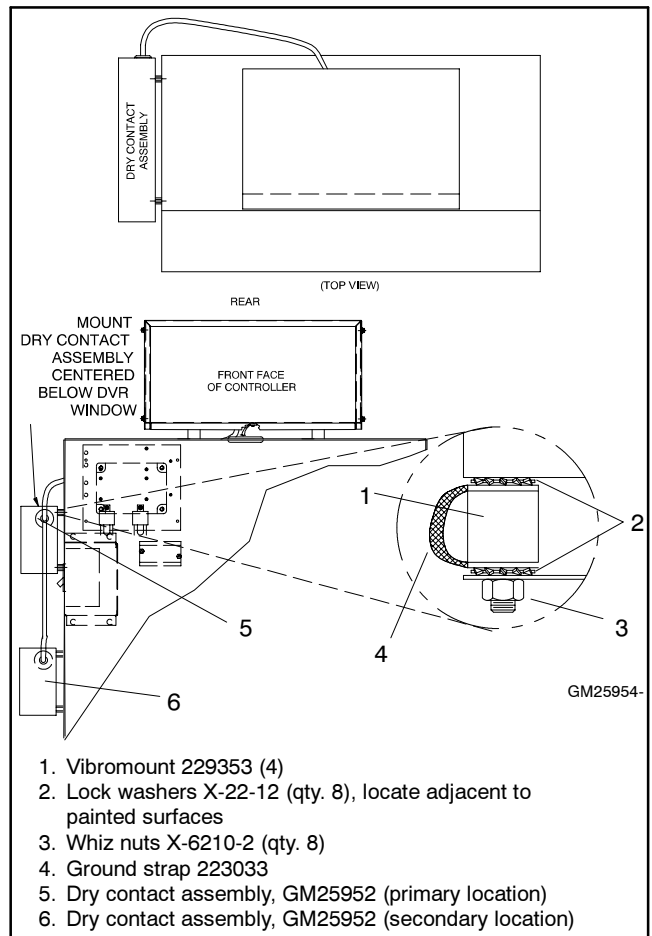 DRY CONTACT
ASSEMBLY
(TOP VIEW)
REAR
MOUNT
DRY CONTACT
ASSEMBLY
CENTERED
BELOW DVR
WINDOW
FRONT FACE
OF CONTROLLER
1
2
3
4
5
6
GM25954-
1. Vibromount 229353 (4)
2. Lock washers X-22-12 (qty. 8), locate adjacent to
painted surfaces
3. Whiz nuts X-6210-2 (qty. 8)
4. Ground strap 223033
5. Dry contact assembly, GM25952 (primary location)
6. Dry contact assembly, GM25952 (secondary location)